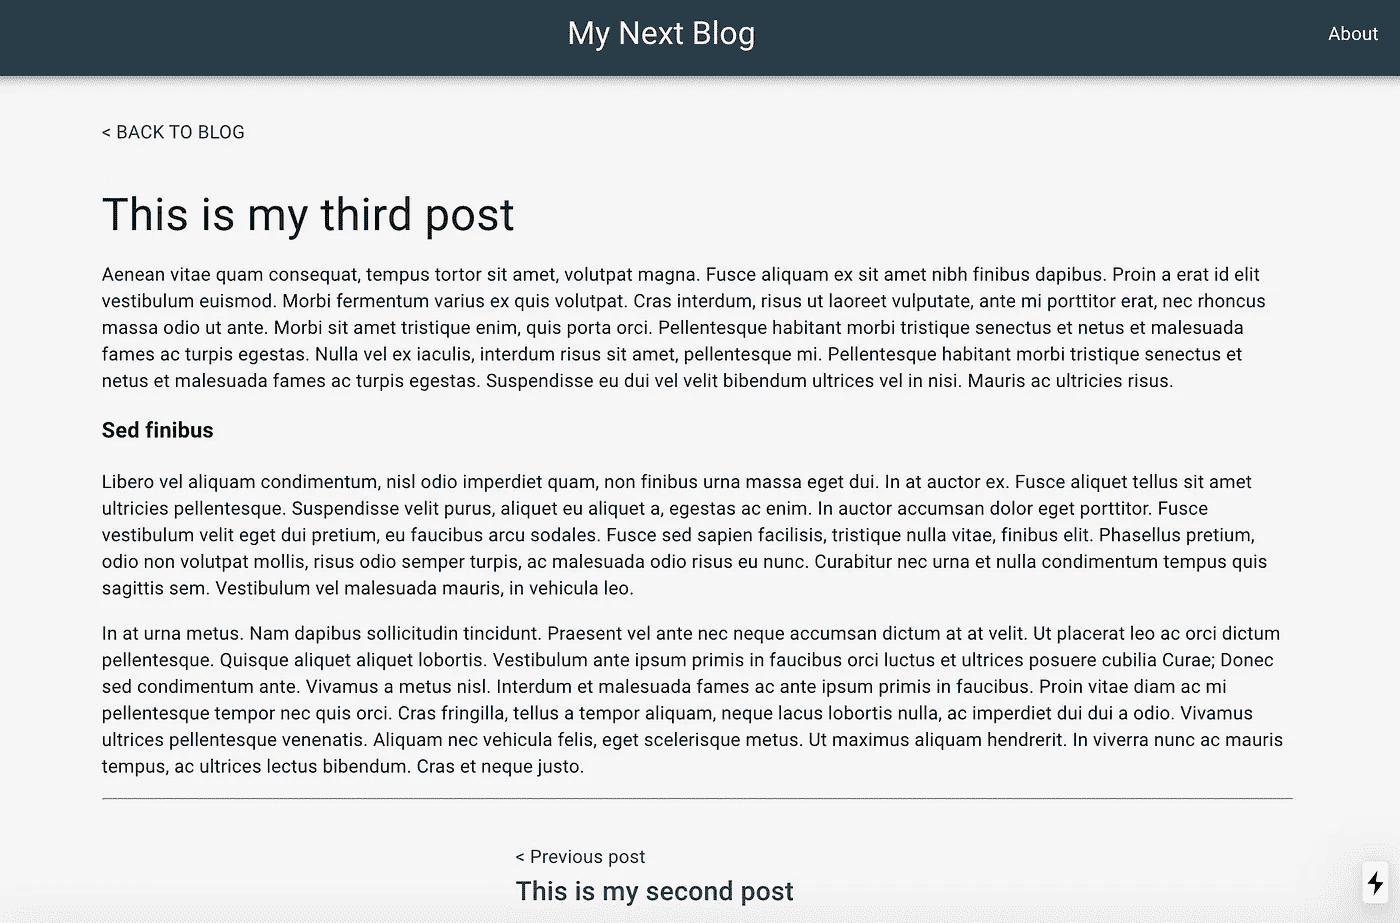 My Next Blog
About
< BACK TO BLOG
This is my third post
Aenean vitae quam consequat, tempus tortor sit amet, volutpat magna. Fusce aliquam ex sit amet nibh finibus dapibus. Proin a erat id elit
vestibulum euismod. Morbi fermentum varius ex quis volutpat. Cras interdum, risus ut laoreet vulputate, ante mi porttitor erat, nec rhoncus
massa odio ut ante. Morbi sit amet tristique enim, quis porta orci. Pellentesque habitant morbi tristique senectus et netus et malesuada
fames ac turpis egestas. Nulla vel ex iaculis, interdum risus sit amet, pellentesque mi. Pellentesque habitant morbi tristique senectus et
netus et malesuada fames ac turpis egestas. Suspendisse eu dui vel velit bibendum ultrices vel in nisi. Mauris ac ultricies risus.
Sed finibus
Libero vel aliquam condimentum, nisl odio imperdiet quam, non finibus urna massa eget dui. In at auctor ex. Fusce aliquet tellus sit amet
ultricies pellentesque. Suspendisse velit purus, aliquet eu aliquet a, egestas ac enim. In auctor accumsan dolor eget porttitor. Fusce
vestibulum velit eget dui pretium, eu faucibus arcu sodales. Fusce sed sapien facilisis, tristique nulla vitae, finibus elit. Phasellus pretium,
odio non volutpat mollis, risus odio semper turpis, ac malesuada odio risus eu nunc. Curabitur nec urna et nulla condimentum tempus quis
sagittis sem. Vestibulum vel malesuada mauris, in vehicula leo.
In at urna metus. Nam dapibus sollicitudin tincidunt. Praesent vel ante nec neque accumsan dictum at at velit. Ut placerat leo ac orci dictum
pellentesque. Quisque aliquet aliquet lobortis. Vestibulum ante ipsum primis in faucibus orci luctus et ultrices posuere cubilia Curae; Donec
sed condimentum ante. Vivamus a metus nisl. Interdum et malesuada fames ac ante ipsum primis in faucibus. Proin vitae diam ac mi
pellentesque tempor nec quis orci. Cras fringilla, tellus a tempor aliquam, neque lacus lobortis nulla, ac imperdiet dui dui a odio. Vivamus
ultrices pellentesque venenatis. Aliquam nec vehicula felis, eget scelerisque metus. Ut maximus aliquam hendrerit. In viverra nunc ac mauris
tempus, ac ultrices lectus bibendum. Cras et neque justo.
< Previous post
This is my second post